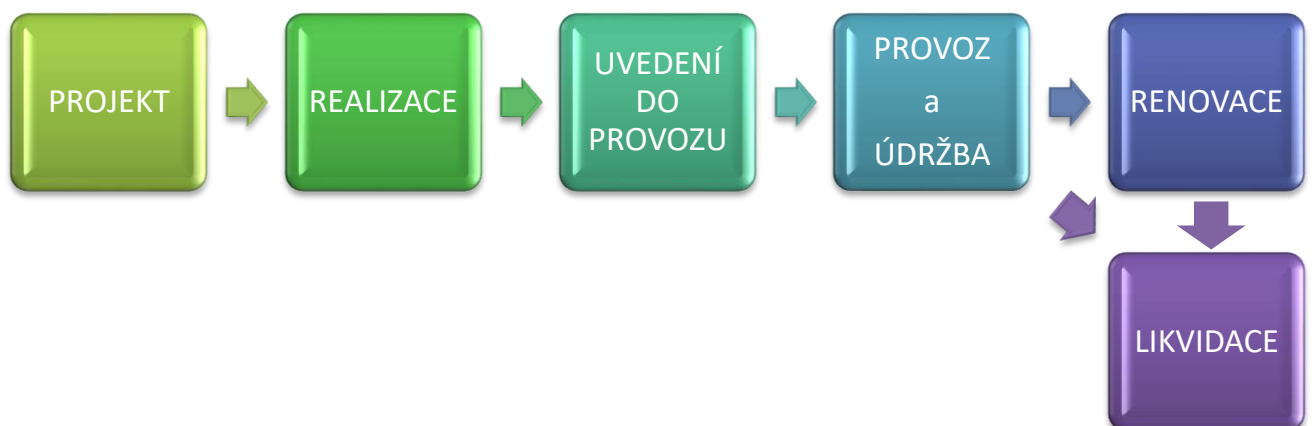 PROJEKT
REALIZACE
UVEDENÍ
DO
PROVOZU
PROVOZ
a
ÚDRŽBA
RENOVACE
LIKVIDACE